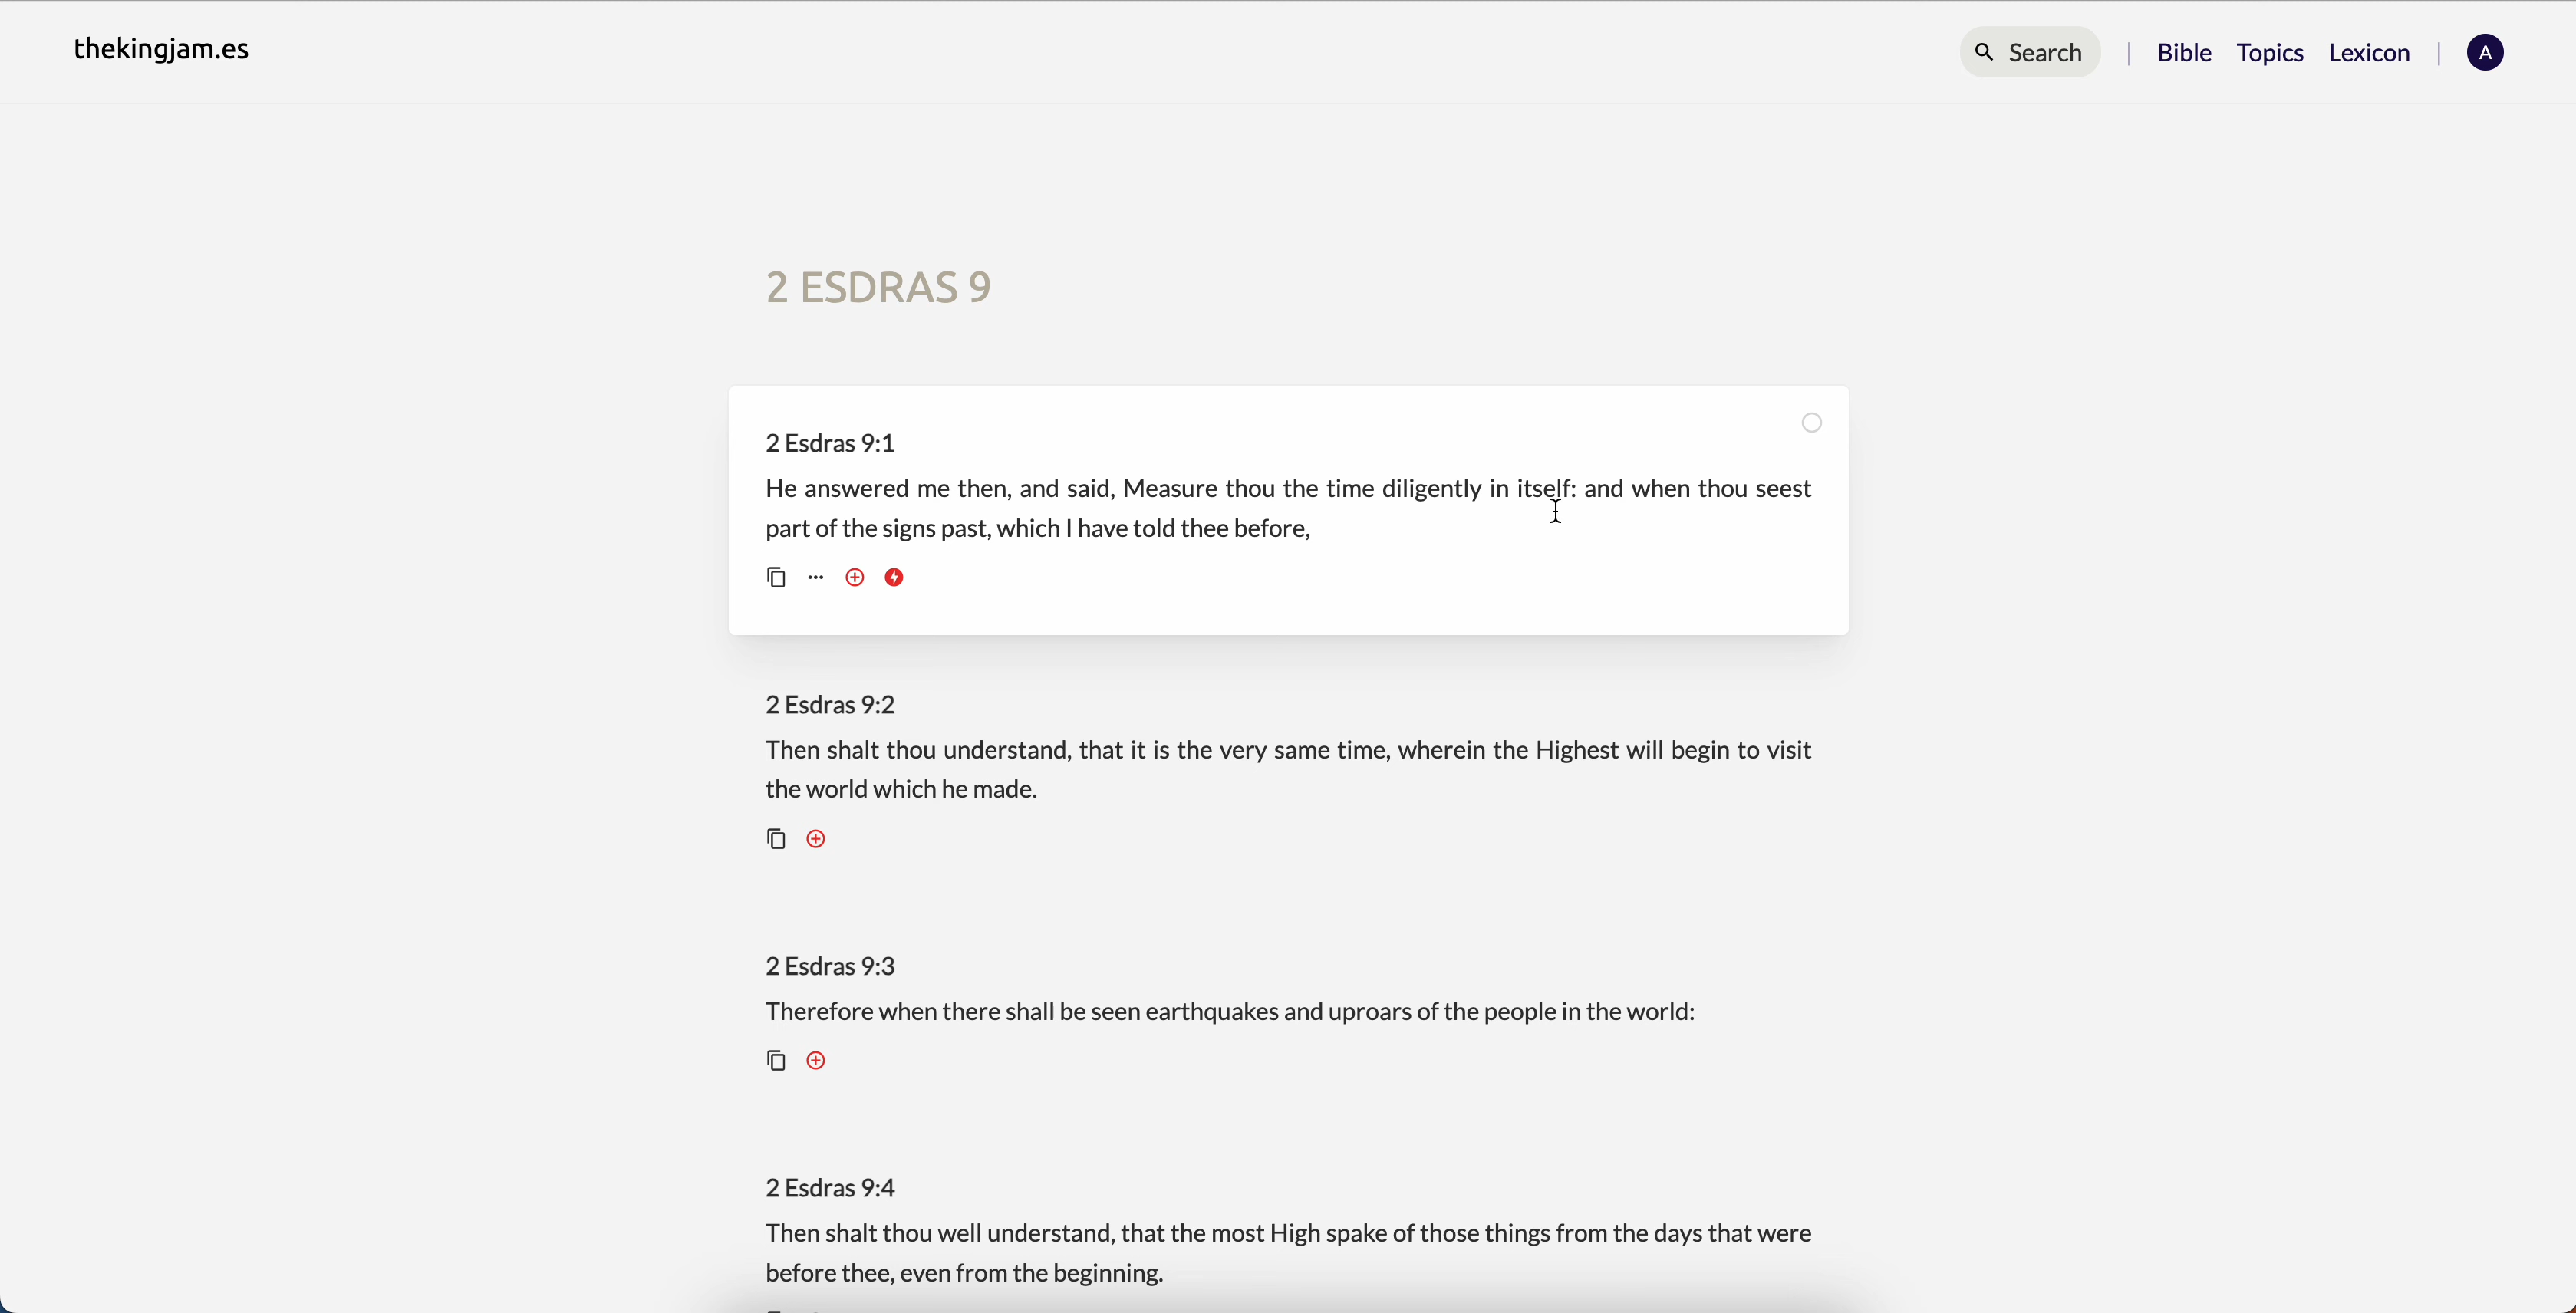 thekingjam.es
Search | Bible Topics Lexicon | A
2 ESDRAS 9
2 Esdras 9:1
He answered me then, and said, Measure thou the time diligently in itself: and when thou seest
part of the signs past, which I have told thee before,
2 Esdras 9:2
Then shalt thou understand, that it is the very same time, wherein the Highest will begin to visit
the world which he made.
2 Esdras 9:3
Therefore when there shall be seen earthquakes and uproars of the people in the world:
2 Esdras 9:4
Then shalt thou well understand, that the most High spake of those things from the days that were
before thee, even from the beginning.